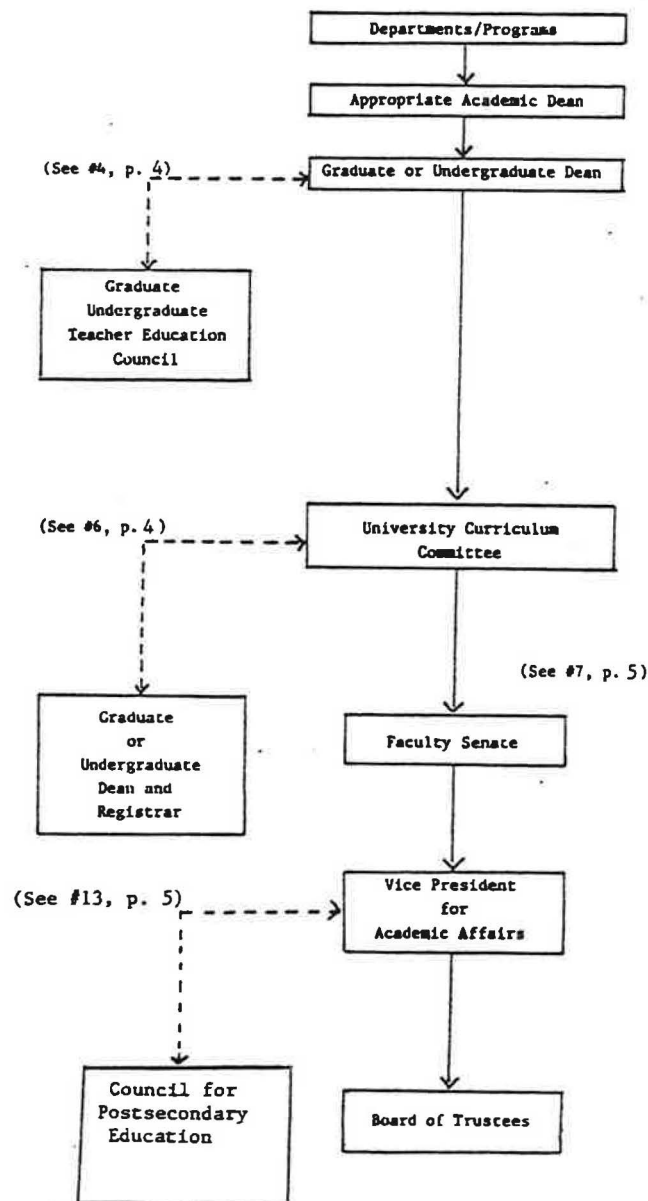 Departments/Programs
Appropriate Academic Dean
(See #4, p. 4)
Graduate or Undergraduate Dean
Graduate
Undergraduate
Teacher Education
Council
(See #6, p. 4)
University Curriculum
Committee
(See #7, p. 5)
Graduate
or
Undergraduate
Dean and
Registrar
Faculty Senate
(See #13, p. 5)
Vice President
for
Academic Affairs
Council for
Postsecondary
Education
Board of Trustees